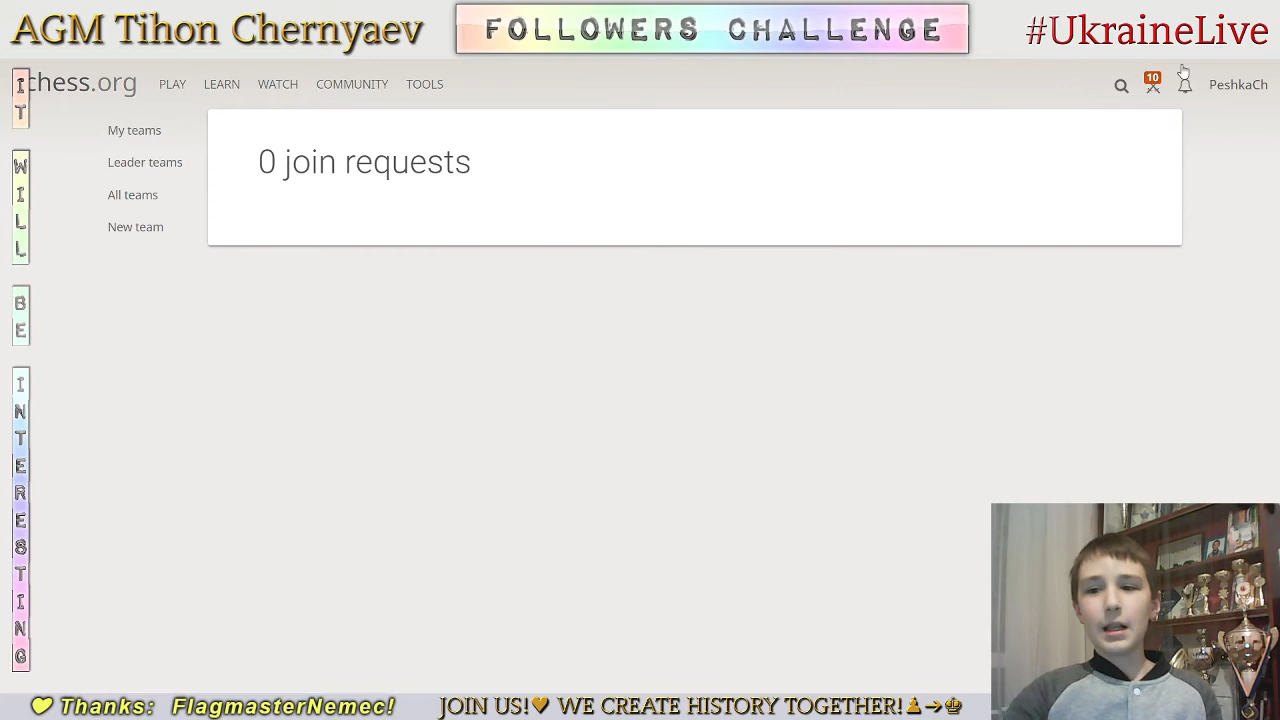 AGM Tihon Chernyaev
FOLLOWERS CHALLENGE
#UkraineLive
chess.org
PLAY LEARN WATCH COMMUNITY TOOLS
10
PeshkaCh
My teams
Leader teams
All teams
New team
0 join requests
IT
WILL
BE
INTERESTING
💛 Thanks: FlagmasterNemec!
JOIN US!♥ WE CREATE HISTORY TOGETHER!♟→♚